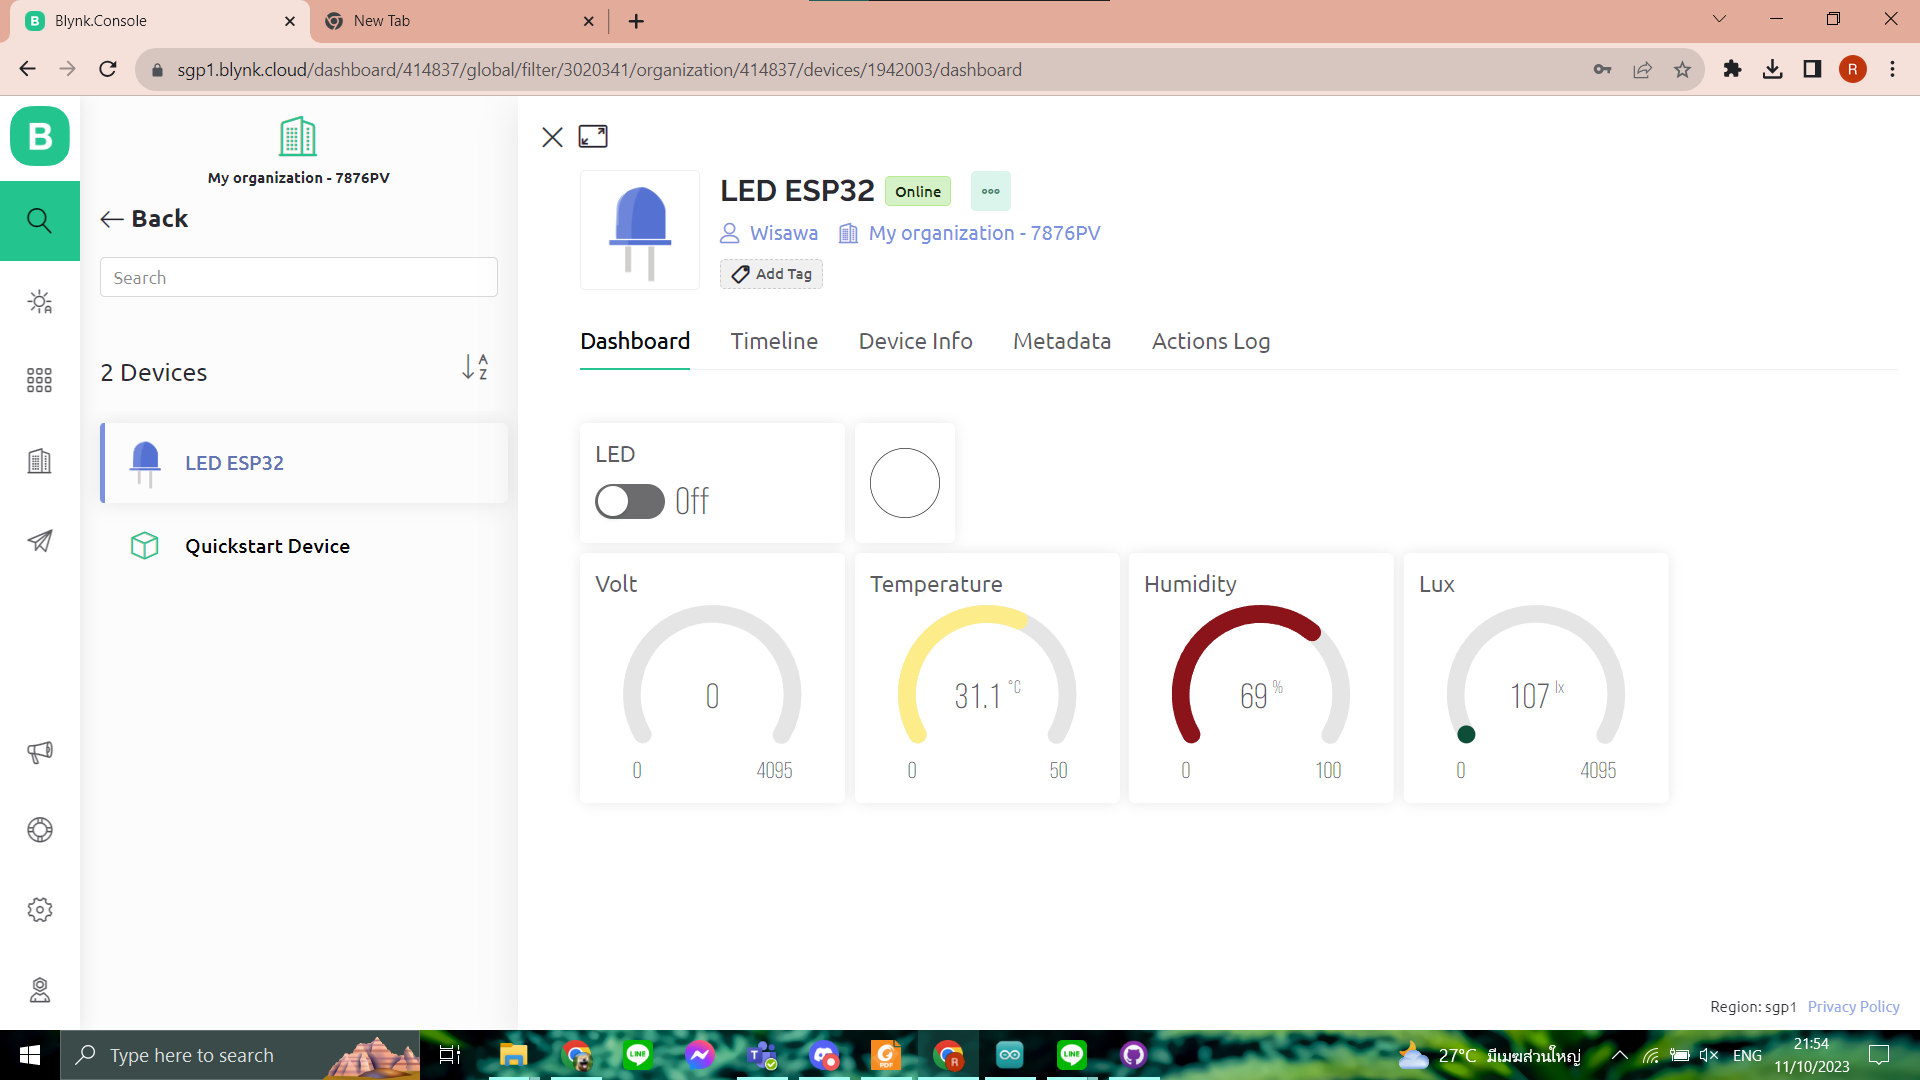 Blynk.Console
New Tab
sgp1.blynk.cloud/dashboard/414837/global/filter/3020341/organization/414837/devices/1942003/dashboard
R
B
My organization - 7876PV
Back
Search
2 Devices
A
Z
LED ESP32
Quickstart Device
LED ESP32
Online
Wisawa
My organization - 7876PV
Add Tag
Dashboard
Timeline
Device Info
Metadata
Actions Log
LED
Off
Volt
0
0
4095
Temperature
31.1 °C
0
50
Humidity
69 %
0
100
Lux
107 lx
0
4095
Region: sgp1
Privacy Policy
Type here to search
27°C มีเมฆส่วนใหญ่
ENG
21:54
11/10/2023